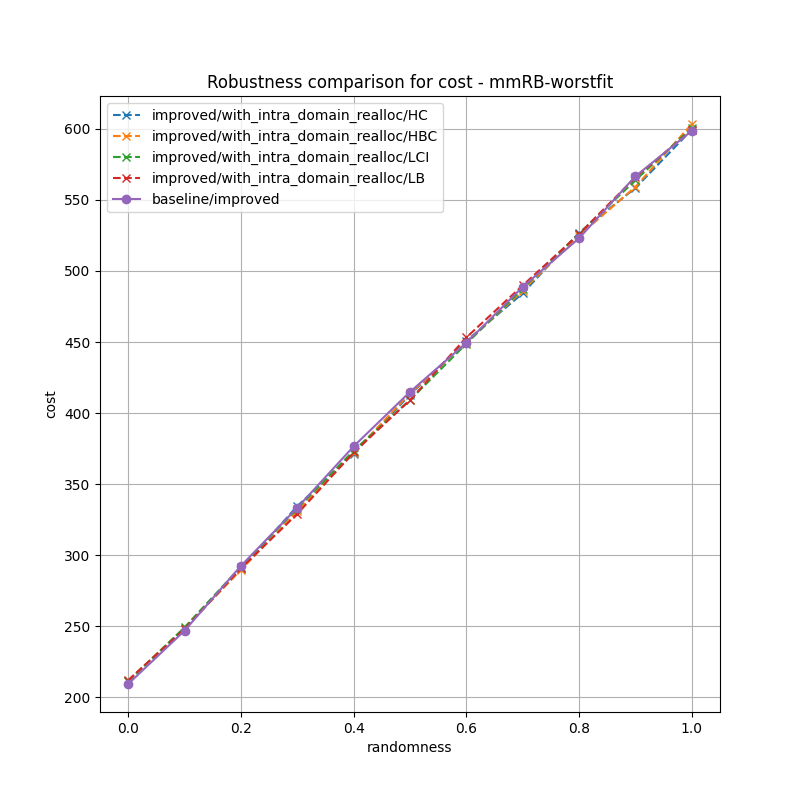 Robustness comparison for cost - mmRB-worstfit
improved/with_intra_domain_realloc/HC
improved/with_intra_domain_realloc/HBC
improved/with_intra_domain_realloc/LCI
improved/with_intra_domain_realloc/LB
baseline/improved
600
550
500
450
400
350
300
250
200
cost
0.0 0.2 0.4 0.6 0.8 1.0
randomness